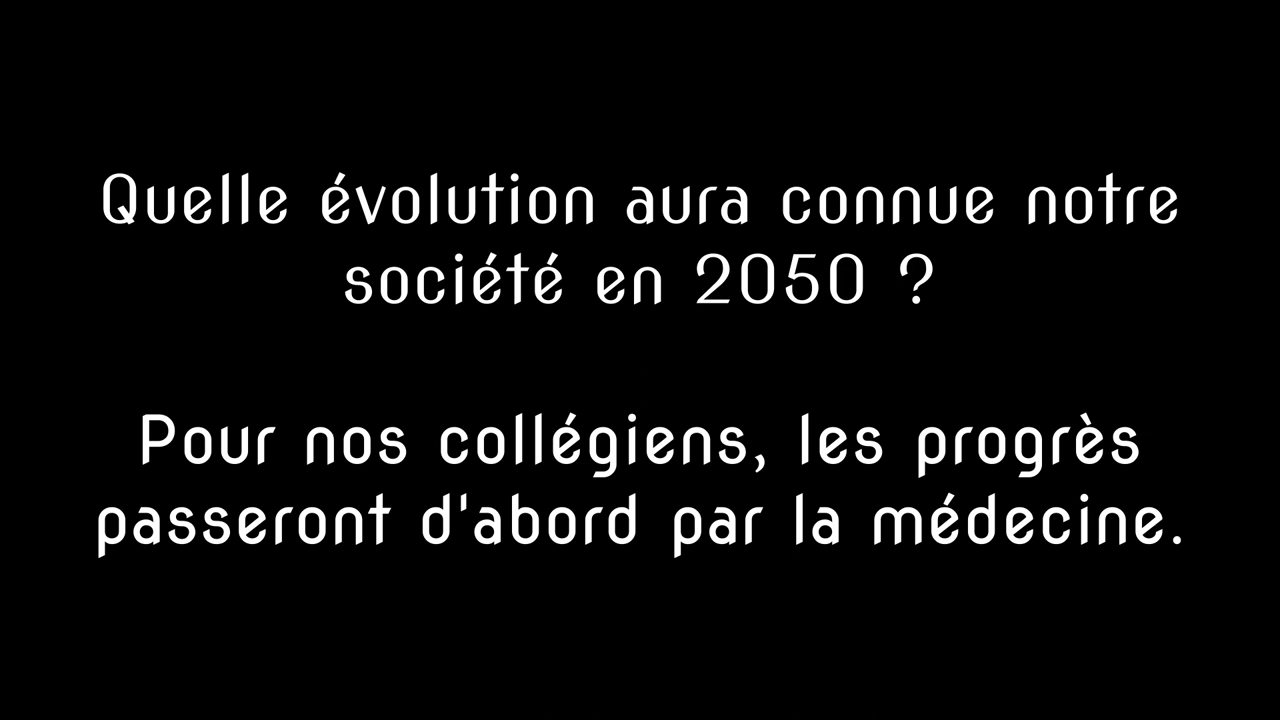 Quelle évolution aura connue notre
société en 2050 ?
Pour nos collégiens, les progrès
passeront d'abord par la médecine.